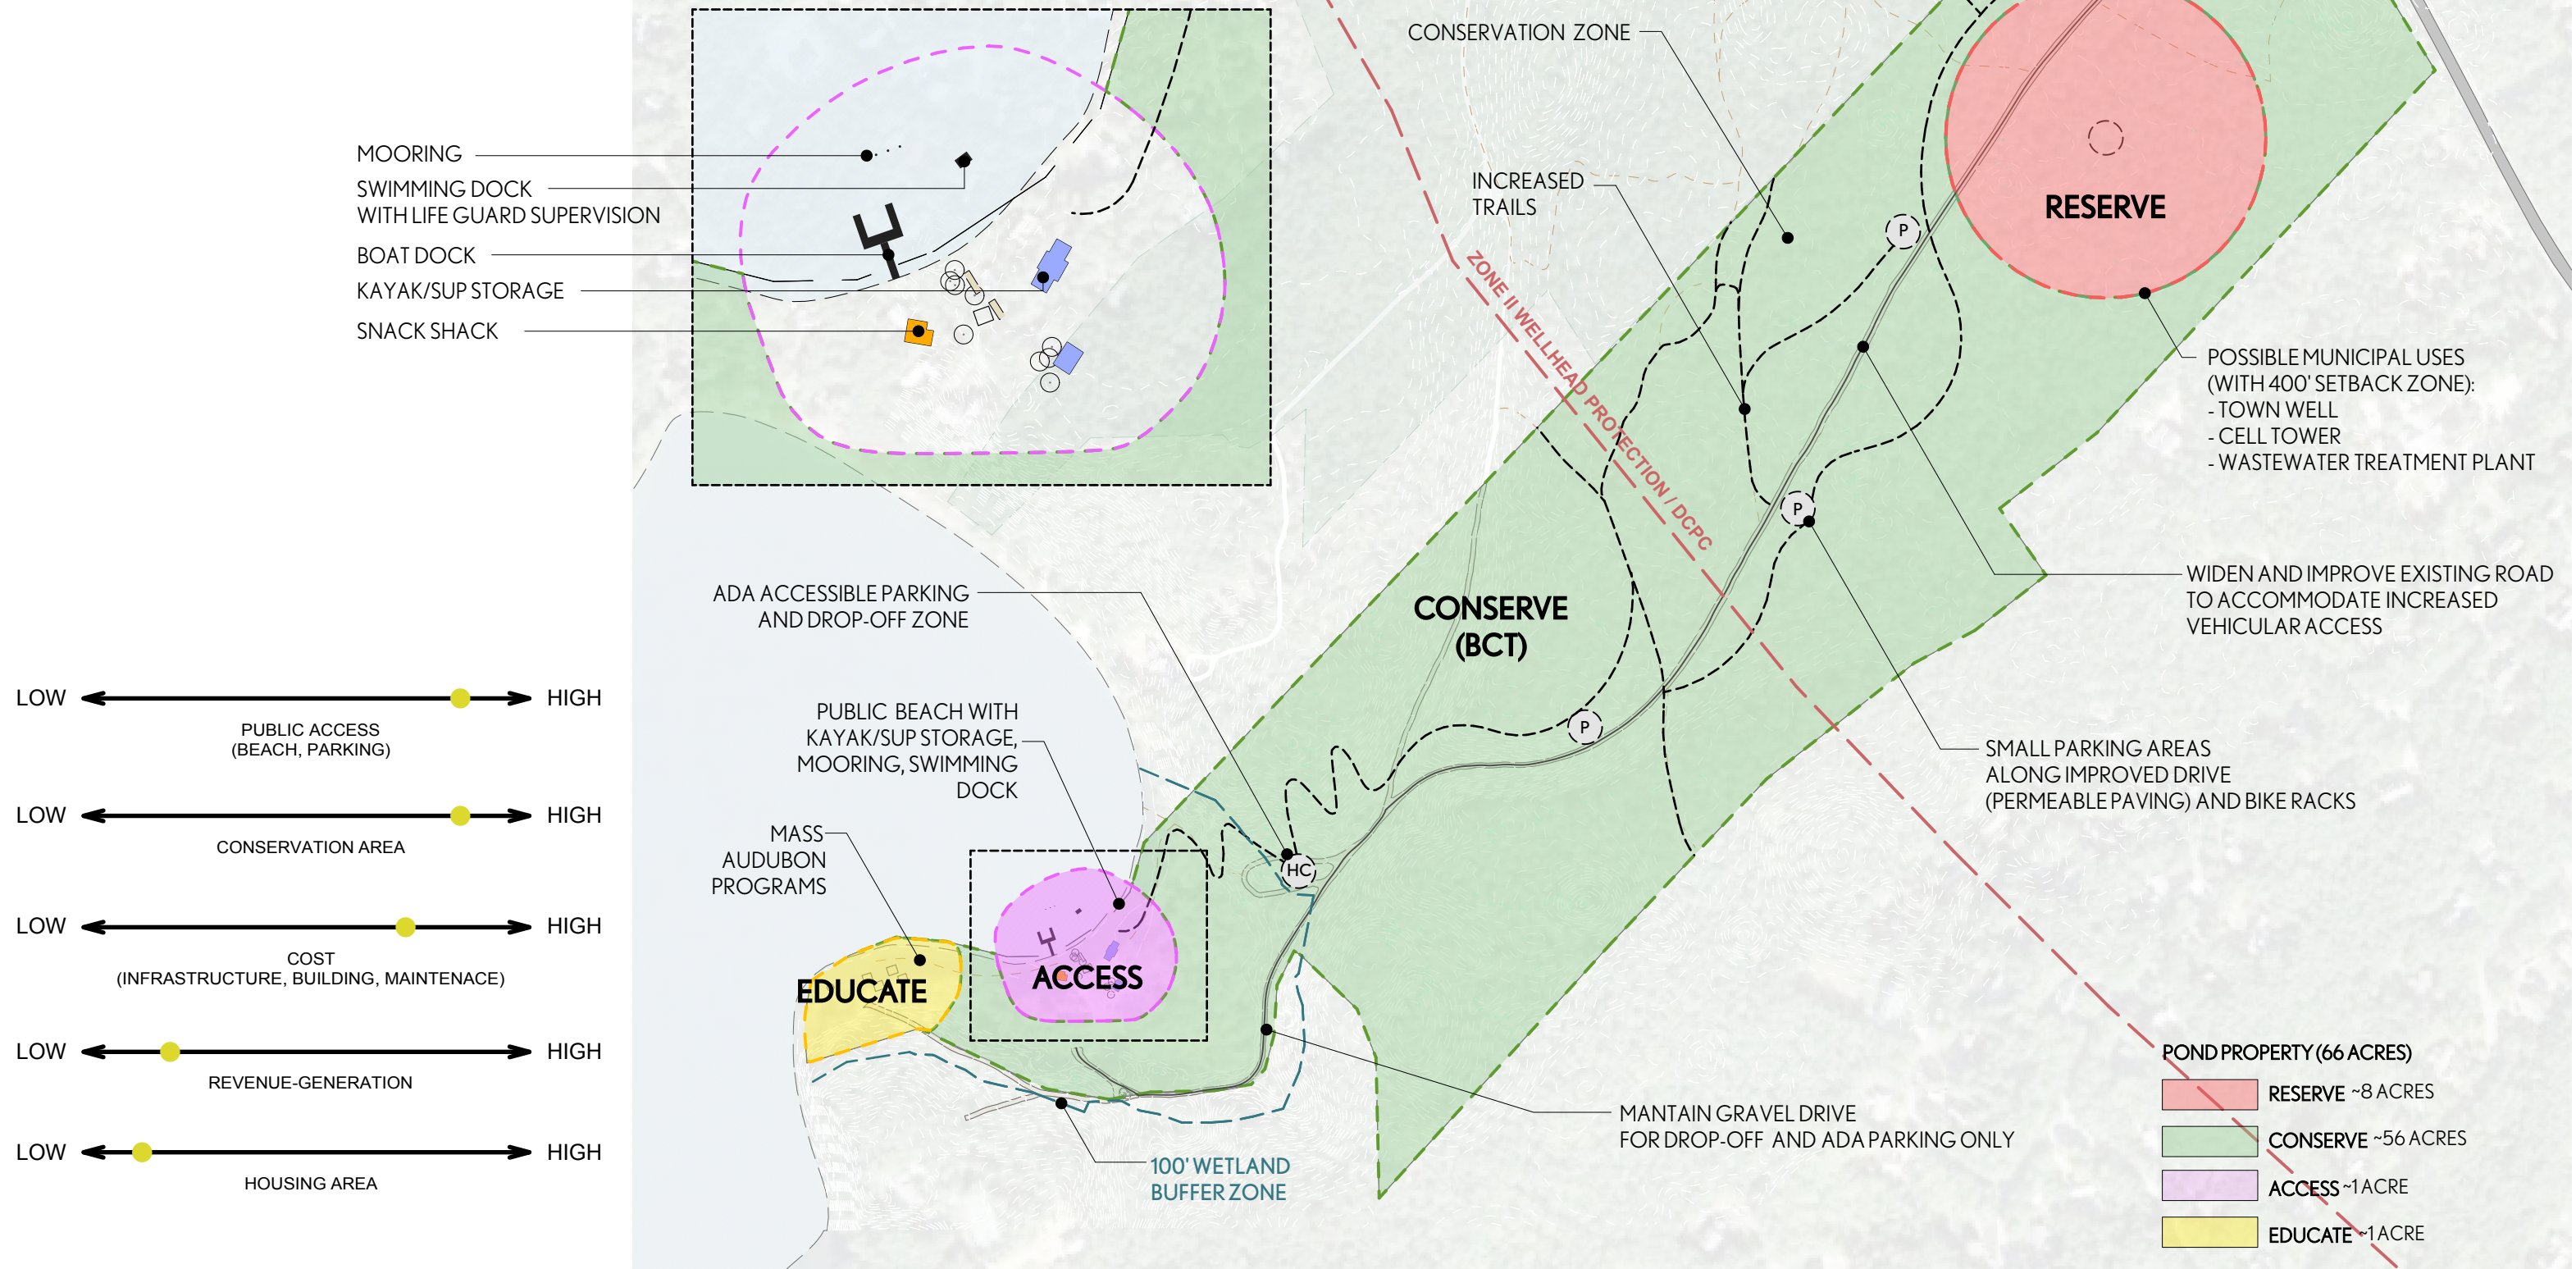 MOORING
SWIMMING DOCK
WITH LIFE GUARD SUPERVISION
BOAT DOCK
KAYAK/SUP STORAGE
SNACK SHACK
CONSERVATION ZONE
INCREASED
TRAILS
ZONE II WELLHEAD PROTECTION / DCPC
RESERVE
P
P
P
HC
POSSIBLE MUNICIPAL USES
(WITH 400' SETBACK ZONE):
- TOWN WELL
- CELL TOWER
- WASTEWATER TREATMENT PLANT
WIDEN AND IMPROVE EXISTING ROAD
TO ACCOMMODATE INCREASED
VEHICULAR ACCESS
SMALL PARKING AREAS
ALONG IMPROVED DRIVE
(PERMEABLE PAVING) AND BIKE RACKS
CONSERVE
(BCT)
ADA ACCESSIBLE PARKING
AND DROP-OFF ZONE
PUBLIC BEACH WITH
KAYAK/SUP STORAGE,
MOORING, SWIMMING
DOCK
MASS
AUDUBON
PROGRAMS
EDUCATE
ACCESS
100' WETLAND
BUFFER ZONE
MANTAIN GRAVEL DRIVE
FOR DROP-OFF AND ADA PARKING ONLY
LOW HIGH
PUBLIC ACCESS
(BEACH, PARKING)
LOW HIGH
CONSERVATION AREA
LOW HIGH
COST
(INFRASTRUCTURE, BUILDING, MAINTENACE)
LOW HIGH
REVENUE-GENERATION
LOW HIGH
HOUSING AREA
POND PROPERTY (66 ACRES)
RESERVE ~8 ACRES
CONSERVE ~56 ACRES
ACCESS ~1 ACRE
EDUCATE ~1 ACRE